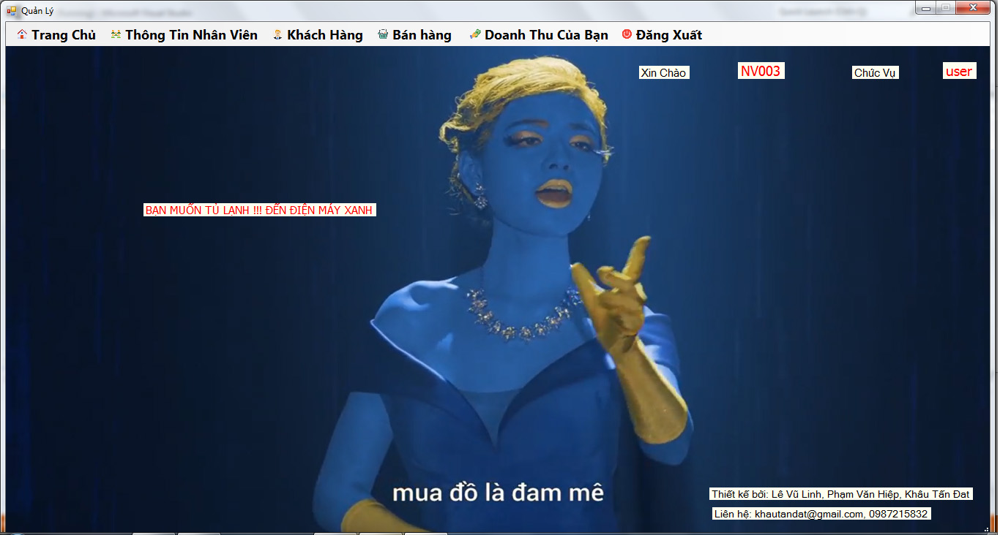 Quản Lý
Trang Chủ Thông Tin Nhân Viên Khách Hàng Bán hàng Doanh Thu Của Bạn Đăng Xuất
Xin Chào NV003 Chức Vụ user
BẠN MUỐN TỦ LẠNH !!! ĐẾN ĐIỆN MÁY XANH
mua đồ là đam mê
Thiết kế bởi: Lê Vũ Linh, Phạm Văn Hiệp, Khâu Tấn Đat
Liên hệ: khautandat@gmail.com, 0987215832